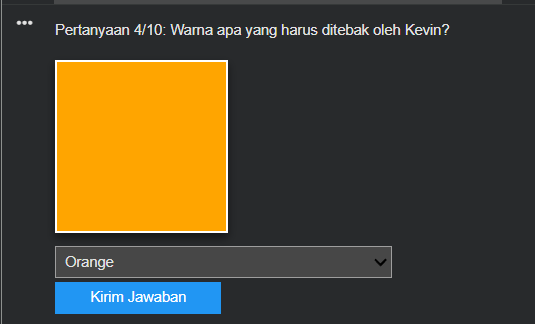 Pertanyaan 4/10: Warna apa yang harus ditebak oleh Kevin?
Orange
Kirim Jawaban